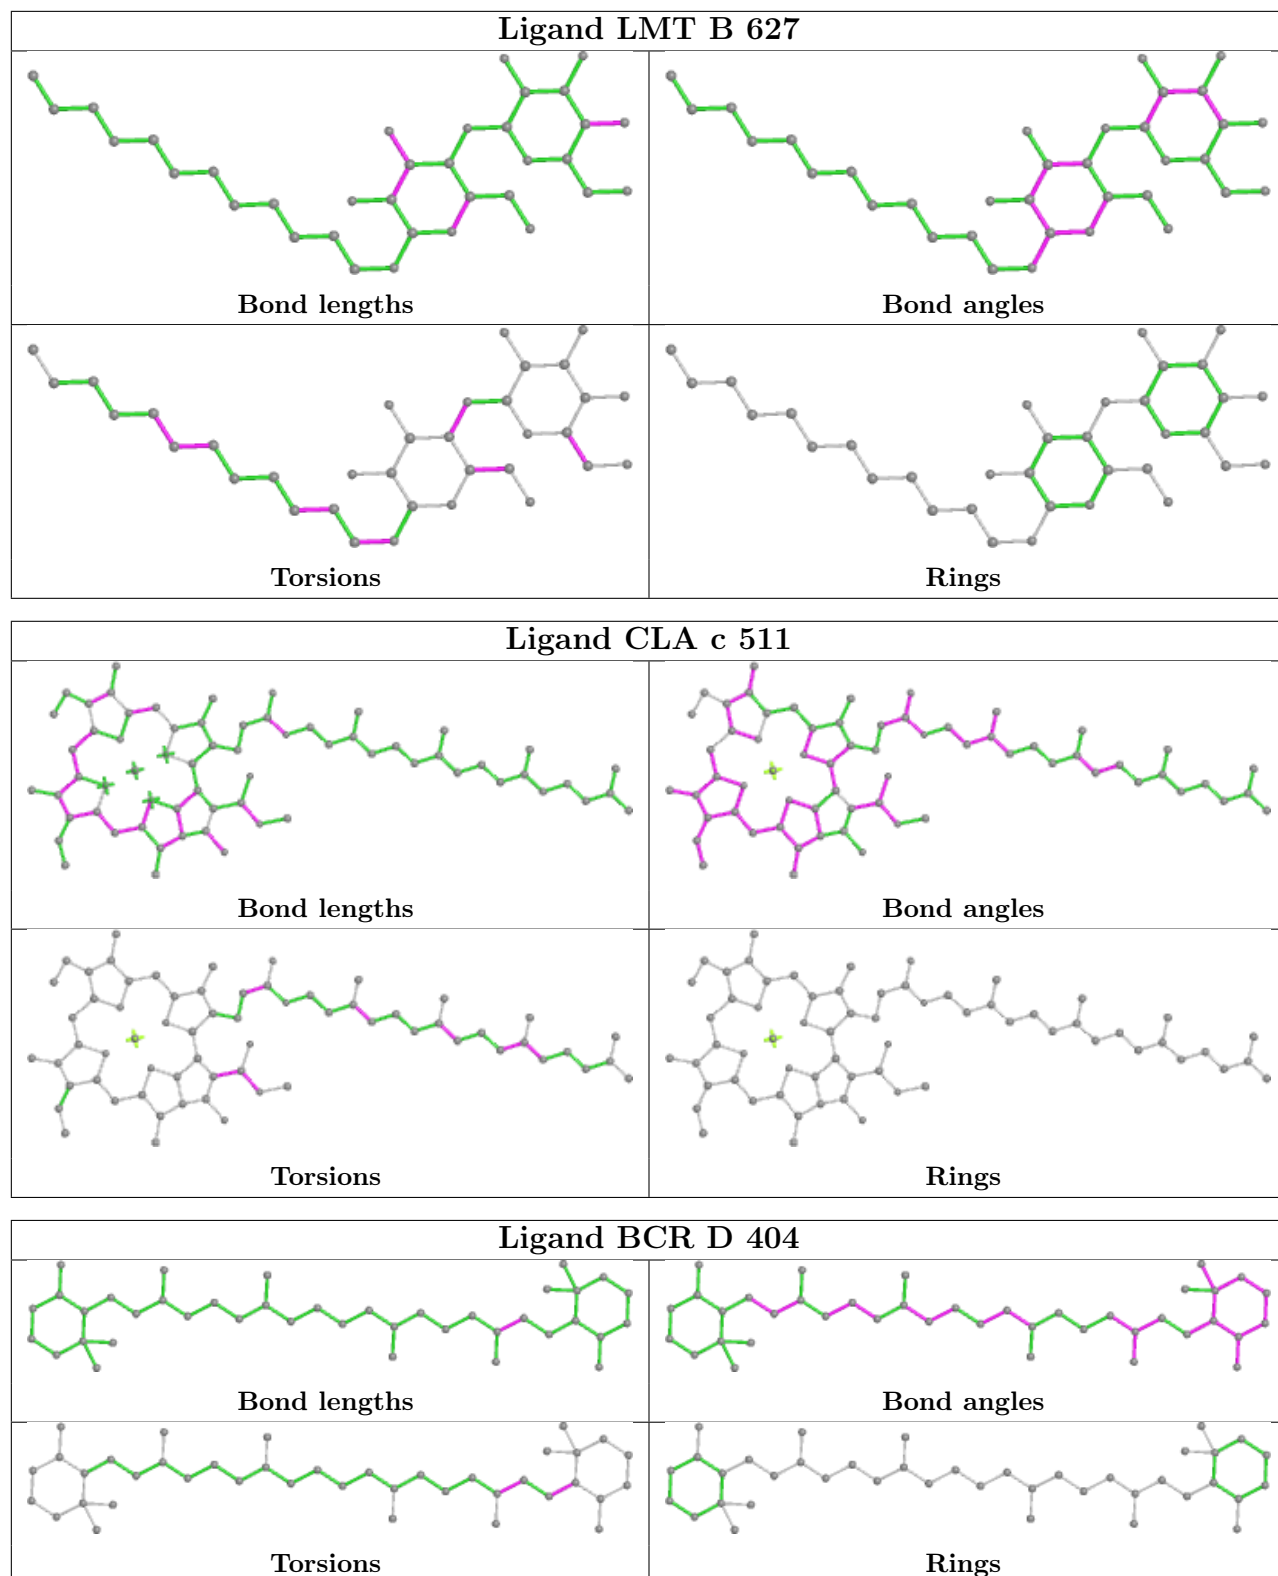 Ligand LMT B 627
Bond lengths
Bond angles
Torsions
Rings
Ligand CLA c 511
Bond lengths
Bond angles
Torsions
Rings
Ligand BCR D 404
Bond lengths
Bond angles
Torsions
Rings